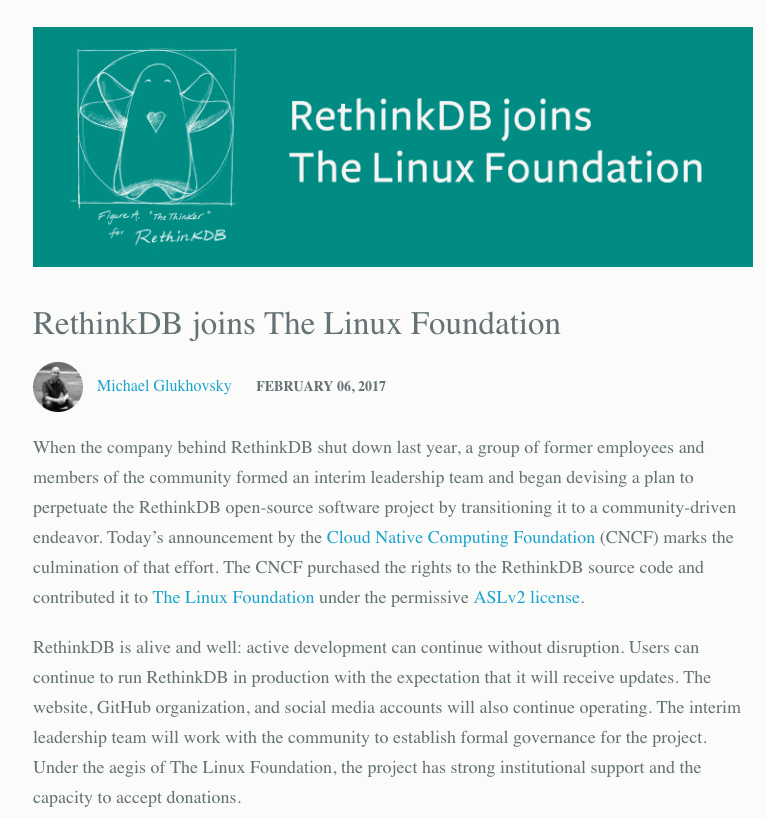 RethinkDB joins
The Linux Foundation
Figure A. "The Thinker"
for RethinkDB
RethinkDB joins The Linux Foundation
Michael Glukhovsky FEBRUARY 06, 2017
When the company behind RethinkDB shut down last year, a group of former employees and
members of the community formed an interim leadership team and began devising a plan to
perpetuate the RethinkDB open-source software project by transitioning it to a community-driven
endeavor. Today’s announcement by the Cloud Native Computing Foundation (CNCF) marks the
culmination of that effort. The CNCF purchased the rights to the RethinkDB source code and
contributed it to The Linux Foundation under the permissive ASLv2 license.
RethinkDB is alive and well: active development can continue without disruption. Users can
continue to run RethinkDB in production with the expectation that it will receive updates. The
website, GitHub organization, and social media accounts will also continue operating. The interim
leadership team will work with the community to establish formal governance for the project.
Under the aegis of The Linux Foundation, the project has strong institutional support and the
capacity to accept donations.